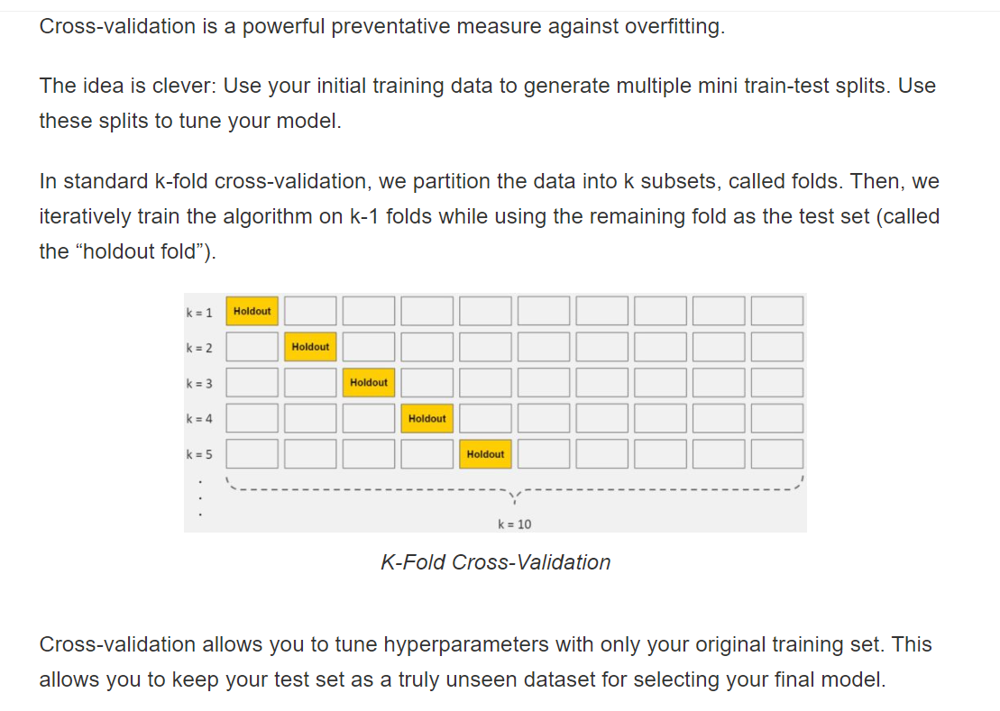 Cross-validation is a powerful preventative measure against overfitting.
The idea is clever: Use your initial training data to generate multiple mini train-test splits. Use
these splits to tune your model.
In standard k-fold cross-validation, we partition the data into k subsets, called folds. Then, we
iteratively train the algorithm on k-1 folds while using the remaining fold as the test set (called
the “holdout fold”).
k = 1 Holdout
k = 2 Holdout
k = 3 Holdout
k = 4 Holdout
k = 5 Holdout
.
.
.
k = 10
K-Fold Cross-Validation
Cross-validation allows you to tune hyperparameters with only your original training set. This
allows you to keep your test set as a truly unseen dataset for selecting your final model.